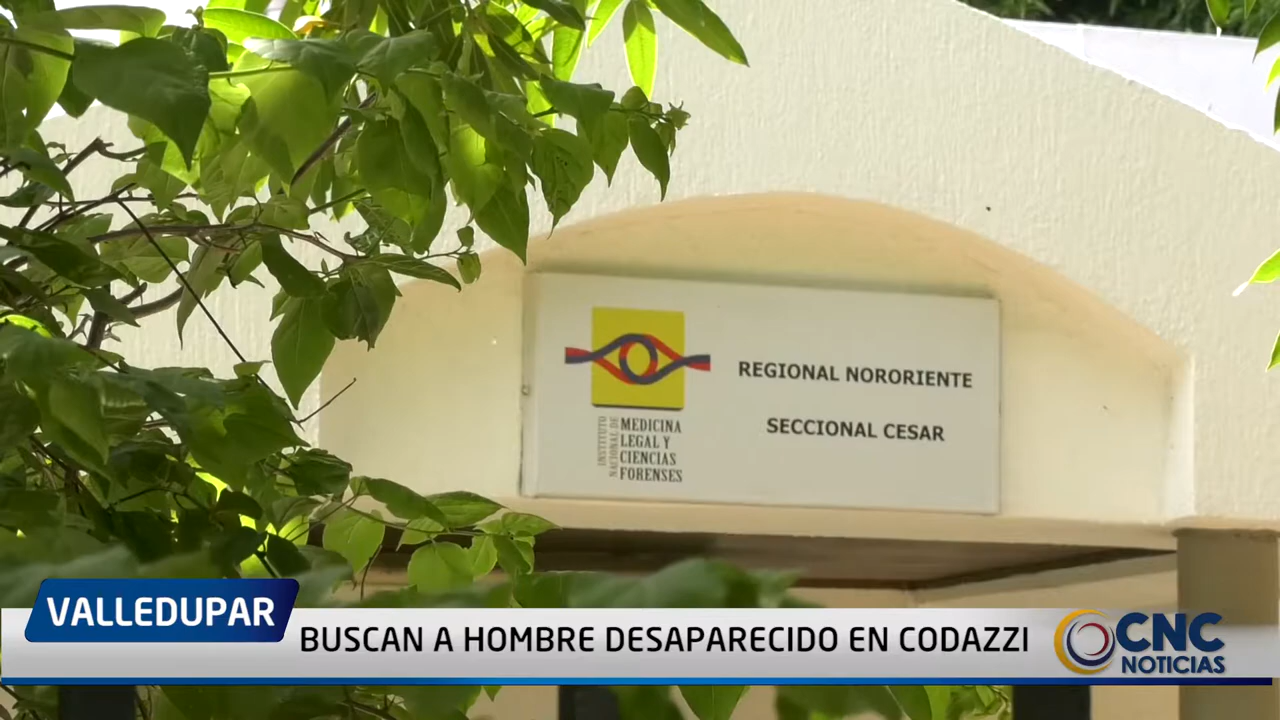 REGIONAL NORORIENTE
SECCIONAL CESAR
INSTITUTO
NACIONAL DE
MEDICINA
LEGAL Y
CIENCIAS
FORENSES
VALLEDUPAR
BUSCAN A HOMBRE DESAPARECIDO EN CODAZZI
CNC
NOTICIAS